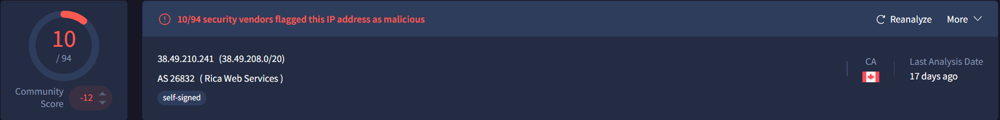 10
/ 94
Community
Score
-12
10/94 security vendors flagged this IP address as malicious
Reanalyze
More
38.49.210.241 (38.49.208.0/20)
AS 26832 ( Rica Web Services )
self-signed
CA
Last Analysis Date
17 days ago